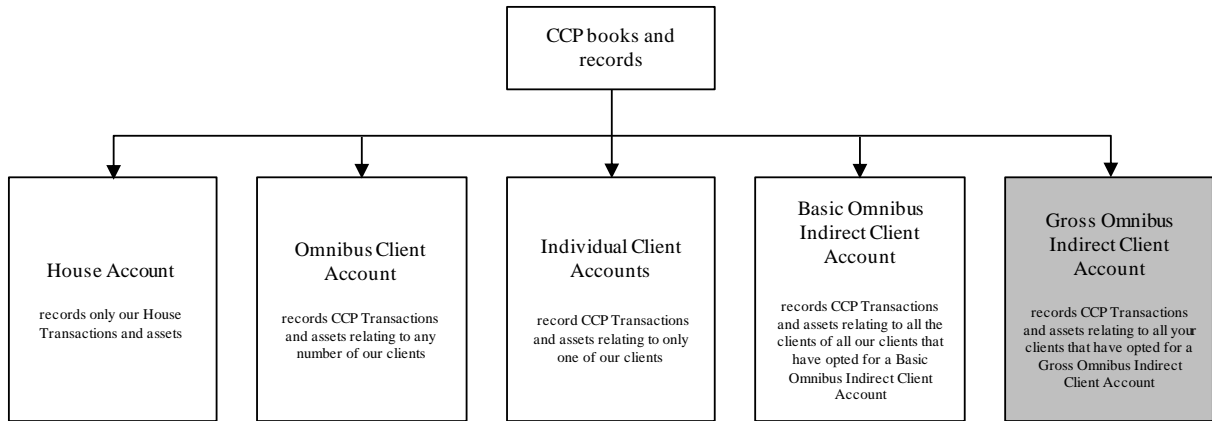 CCP books and
records
House Account
records only our House
Transactions and assets
Omnibus Client
Account
records CCP Transactions
and assets relating to any
number of our clients
Individual Client
Accounts
record CCP Transactions
and assets relating to only
one of our clients
Basic Omnibus
Indirect Client
Account
records CCP Transactions
and assets relating to all the
clients of all our clients that
have opted for a Basic
Omnibus Indirect Client
Account
Gross Omnibus
Indirect Client
Account
records CCP Transactions
and assets relating to all your
clients that have opted for a
Gross Omnibus Indirect
Client Account